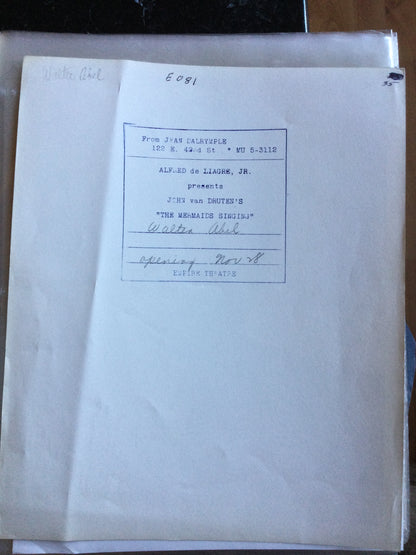 Walter Abel
E081
35-
From JEAN DALRYMPLE
122 E. 42nd St * MU 5-3112
ALFRED de LIAGRE, JR.
presents
JOHN van DRUTEN'S
"THE MERMAIDS SINGING"
Walter Abel
opening Nov 28
EMPIRE THEATRE